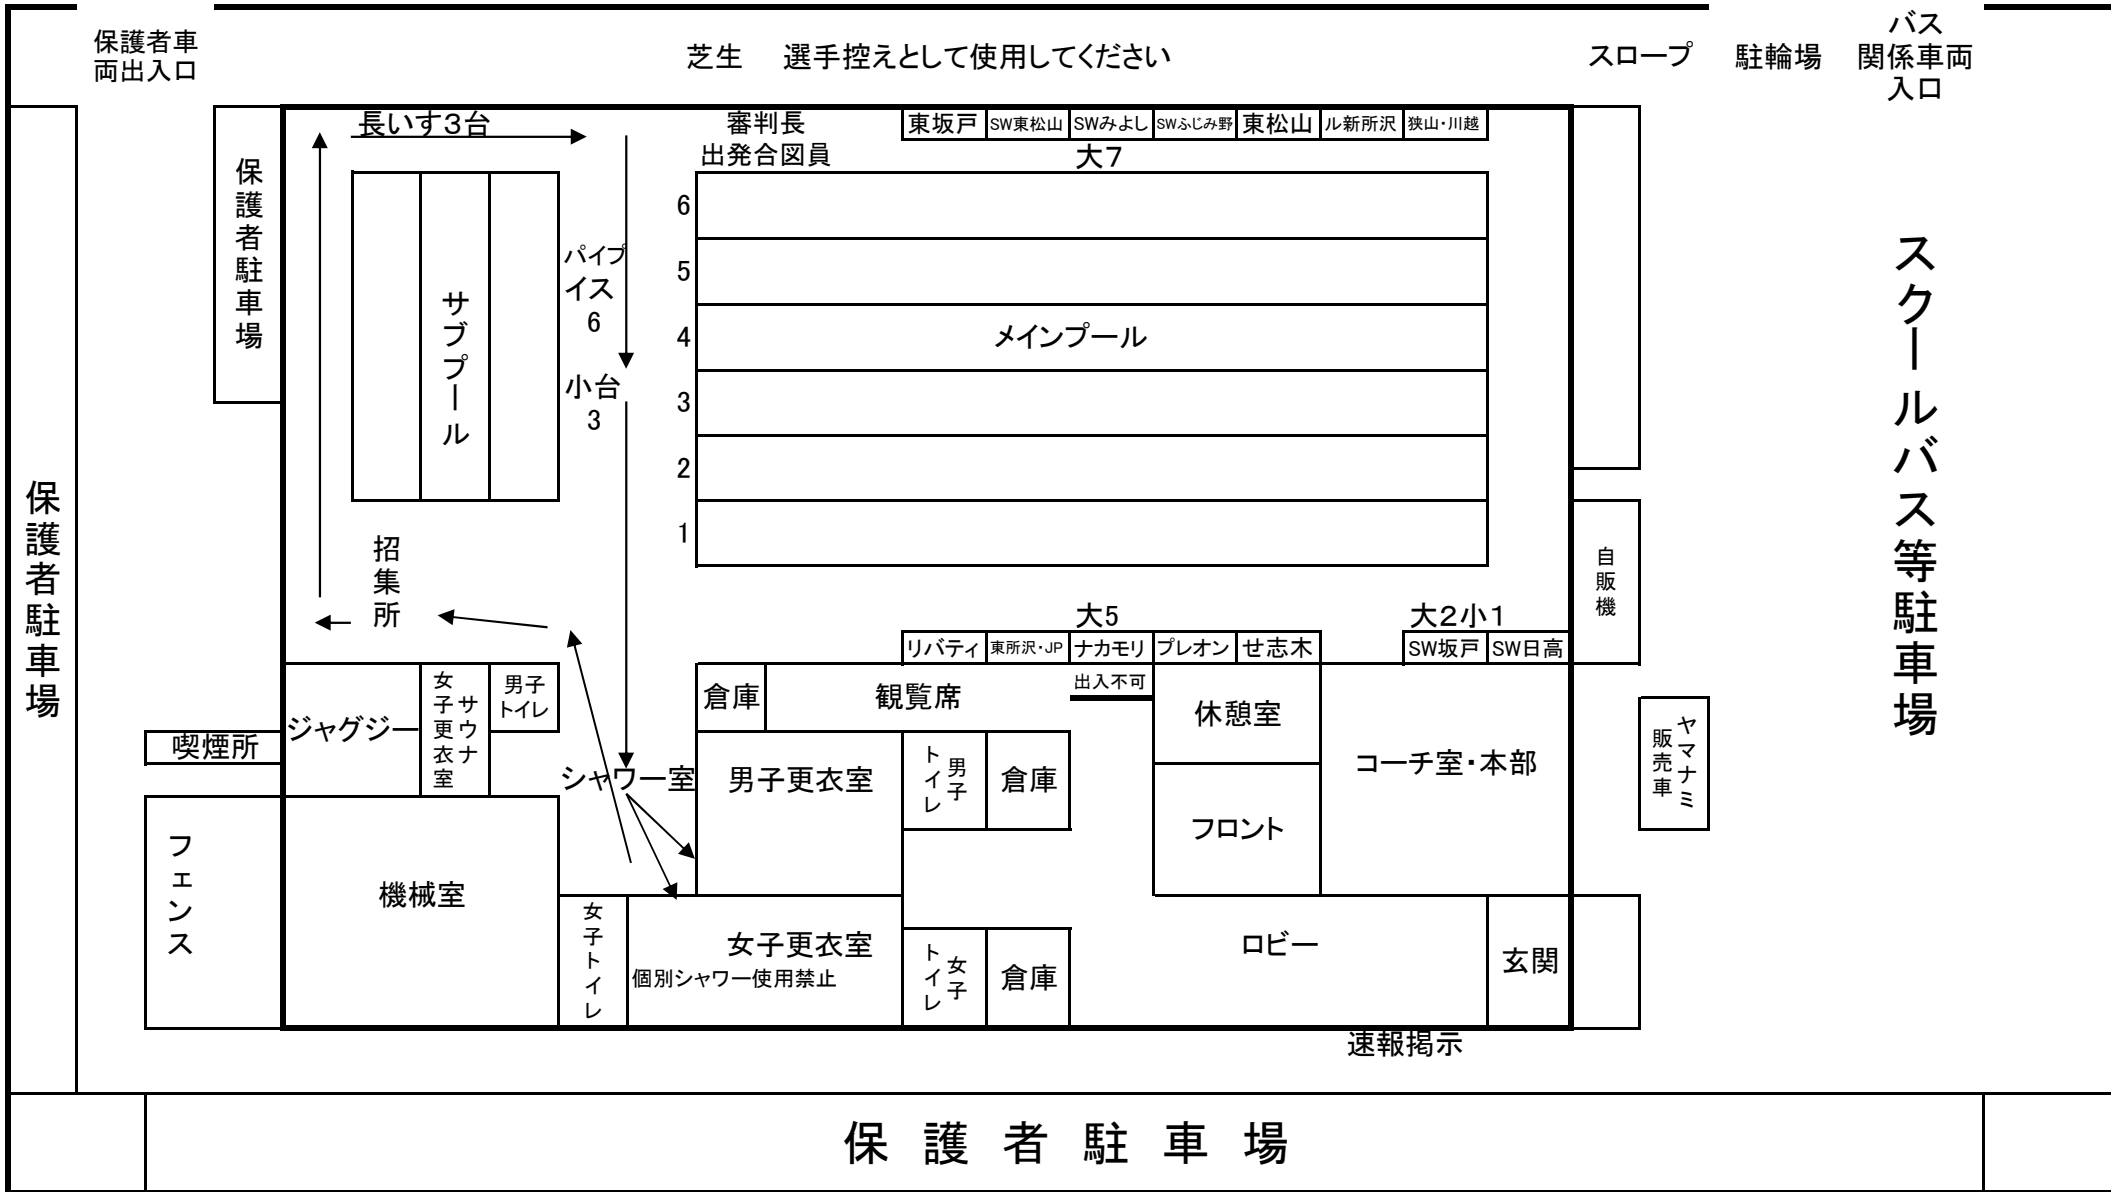 保護者車
両出入口
芝生　選手控えとして使用してください
スロープ
駐輪場
バス
関係車両
入口
長いす３台
審判長
出発合図員
東坂戸
SW東松山
SWみよし
SWふじみ野
東松山
ル新所沢
狭山・川越
大７
保護者駐車場
サブプール
パイプ
イス
6
小台
3
6
5
4
3
2
1
メインプール
スクールバス等駐車場
保護者駐車場
招集所
自販機
大5
大２小１
リバティ
東所沢・JP
ナカモリ
プレオン
せ志木
SW坂戸
SW日高
ジャグジー
女子更衣室
サウナ
男子
トイレ
倉庫
観覧席
出入不可
休憩室
コーチ室・本部
ヤマナミ
販売車
喫煙所
シャワー室
男子更衣室
男子
トイレ
倉庫
フロント
フェンス
機械室
女子トイレ
女子更衣室
個別シャワー使用禁止
女子
トイレ
倉庫
ロビー
玄関
速報掲示
保護者駐車場